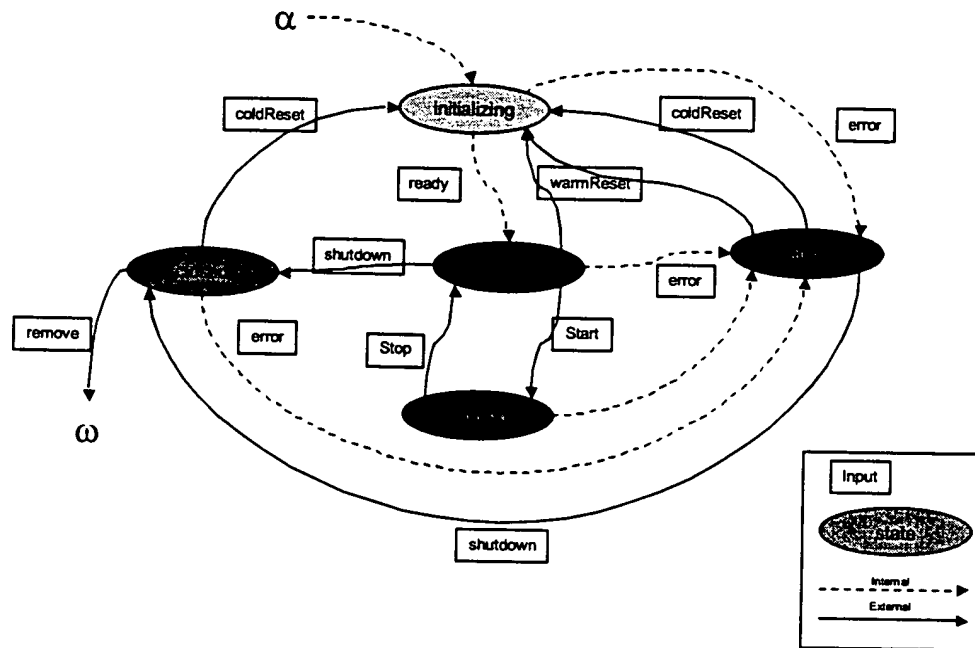 α
initializing
coldReset
coldReset
error
ready
warmReset
shutdown
error
remove
error
Stop
Start
ω
shutdown
Input
state
Internal
External